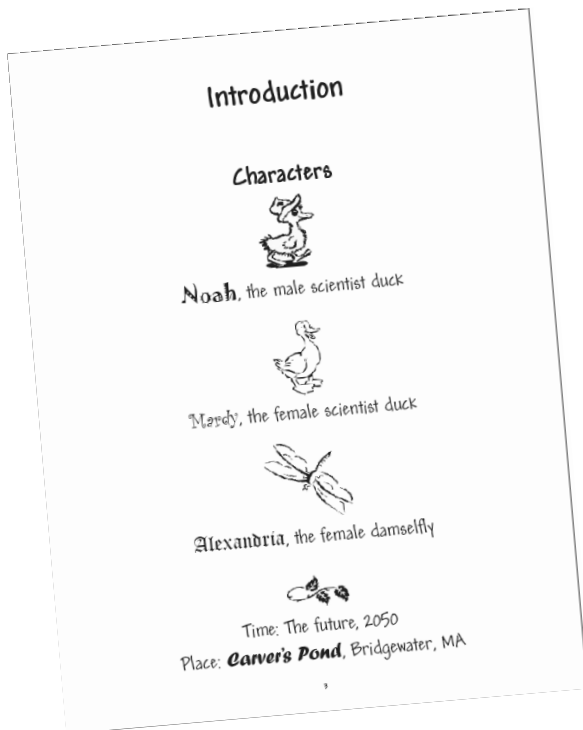 Introduction
Characters
Noah, the male scientist duck
Mardy, the female scientist duck
Alexandria, the female damselfly
Time: The future, 2050
Place: Carver's Pond, Bridgewater, MA